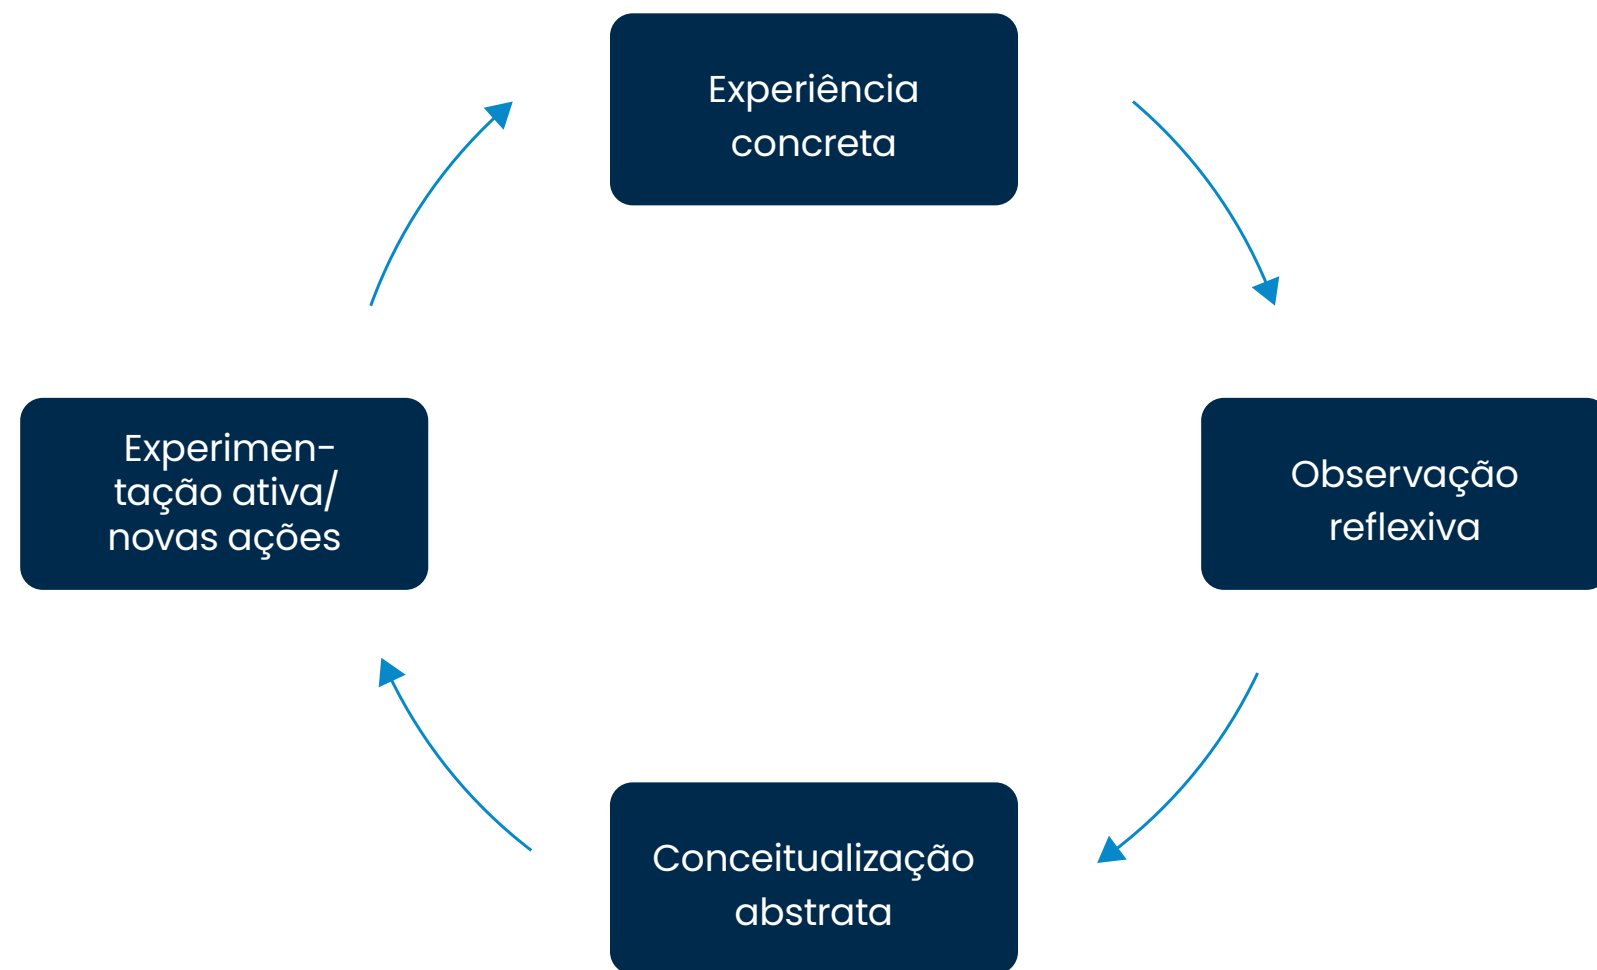 Experiência
concreta
Experimen-
tação ativa/
novas ações
Observação
reflexiva
Conceitualização
abstrata